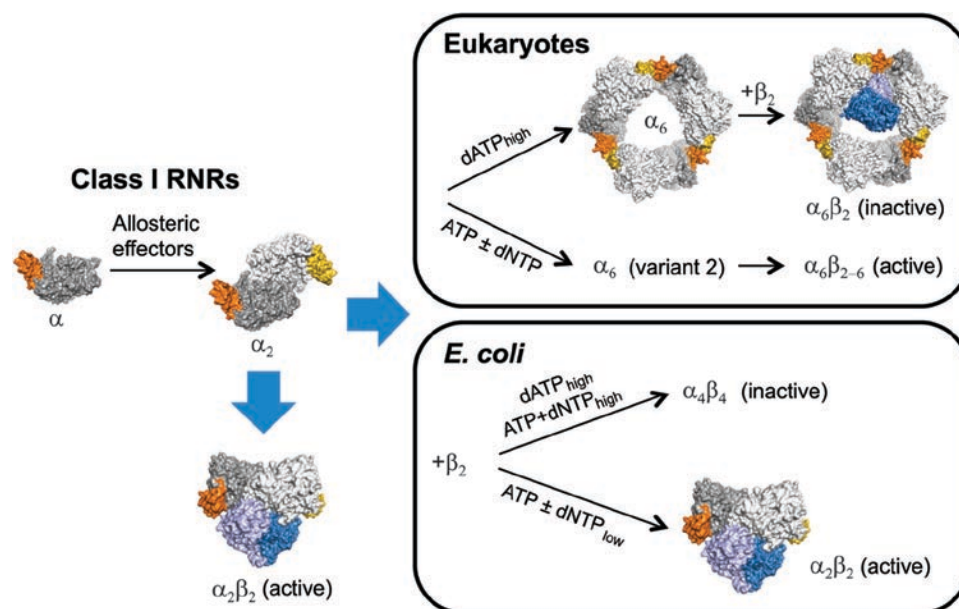 Class I RNRs
Allosteric
effectors
α
α₂
α₂β₂ (active)
Eukaryotes
dATPhigh
ATP ± dNTP
α₆
+β₂
α₆β₂ (inactive)
α₆ (variant 2)
α₆β₂₋₆ (active)
E. coli
+β₂
dATPhigh
ATP+dNTPhigh
ATP ± dNTPlow
α₄β₄ (inactive)
α₂β₂ (active)